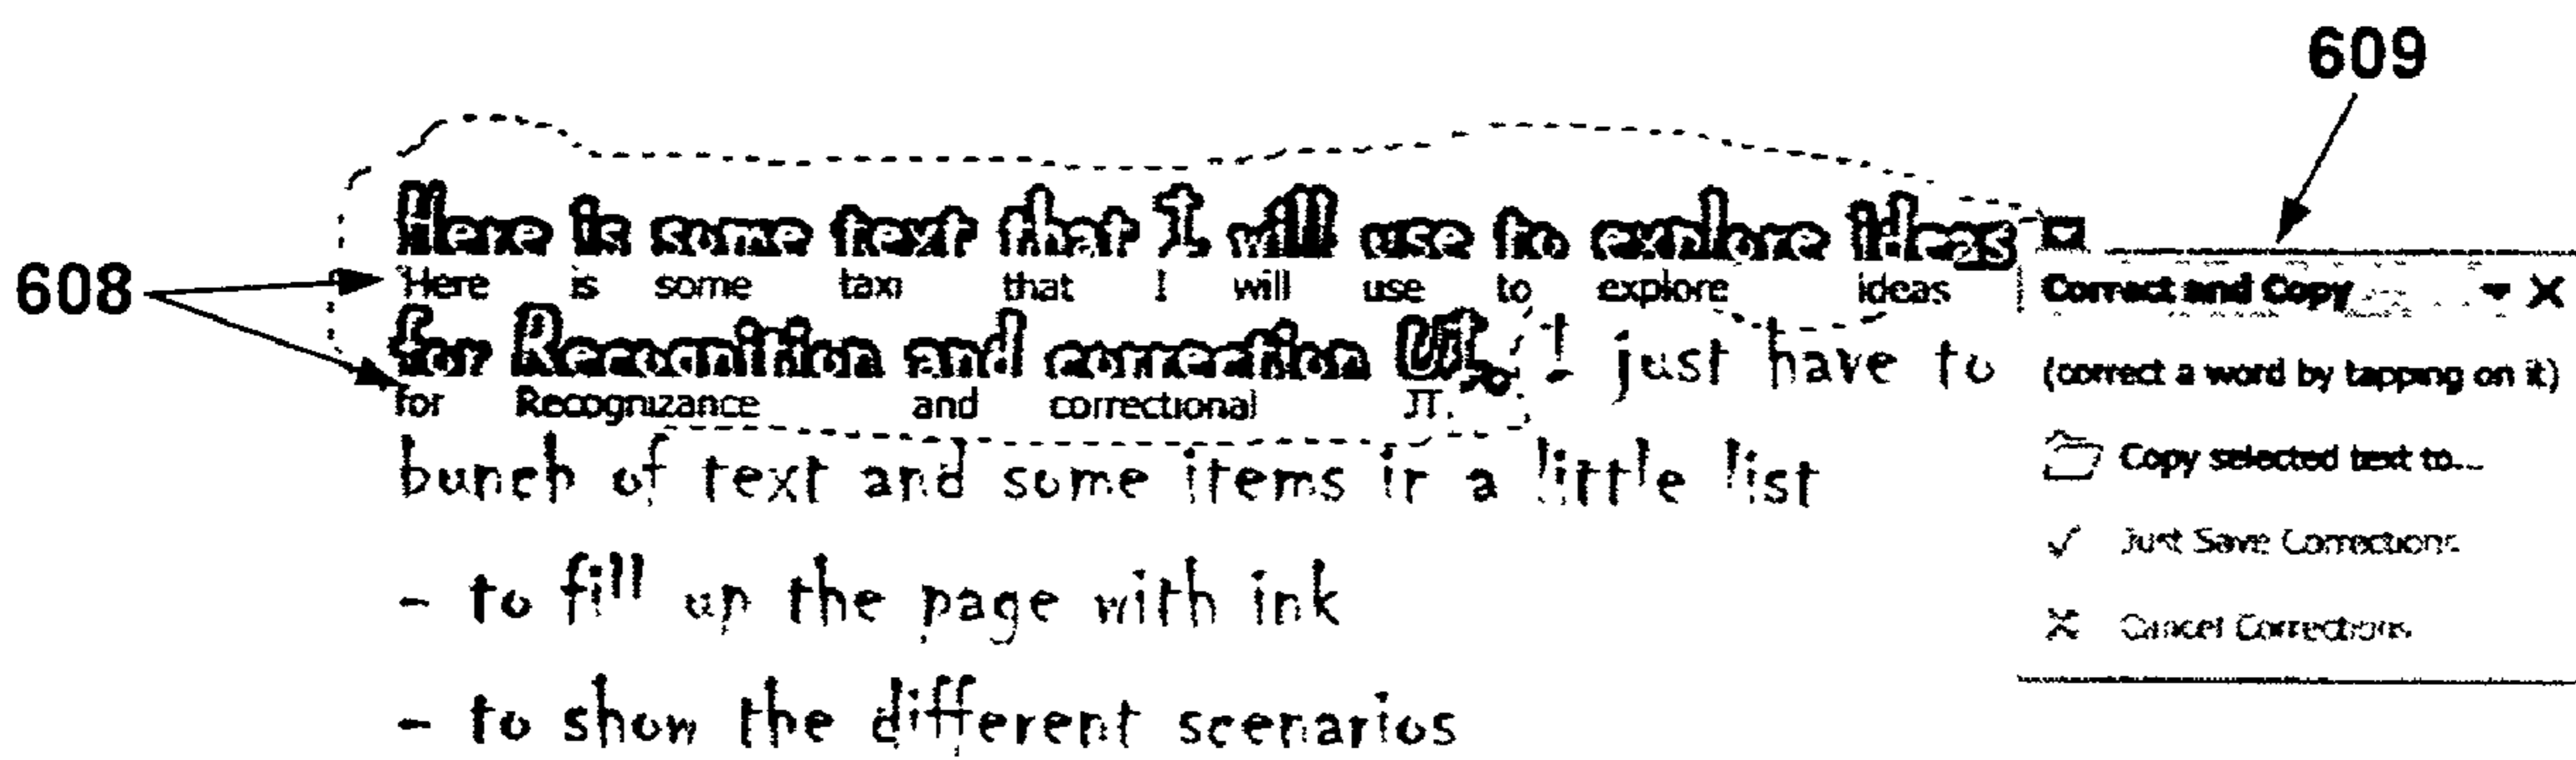 609
Here is some text that I will use to explore ideas
608
Here is some taxi that I will use to explore ideas
Correct and Copy
for Recognition and correction UI. I just have to
(correct a word by tapping on it)
for Recognizance and correctional
bunch of text and some items in a little list
Copy selected text to...
Just Save Corrections
- to fill up the page with ink
Cancel Corrections
- to show the different scenarios